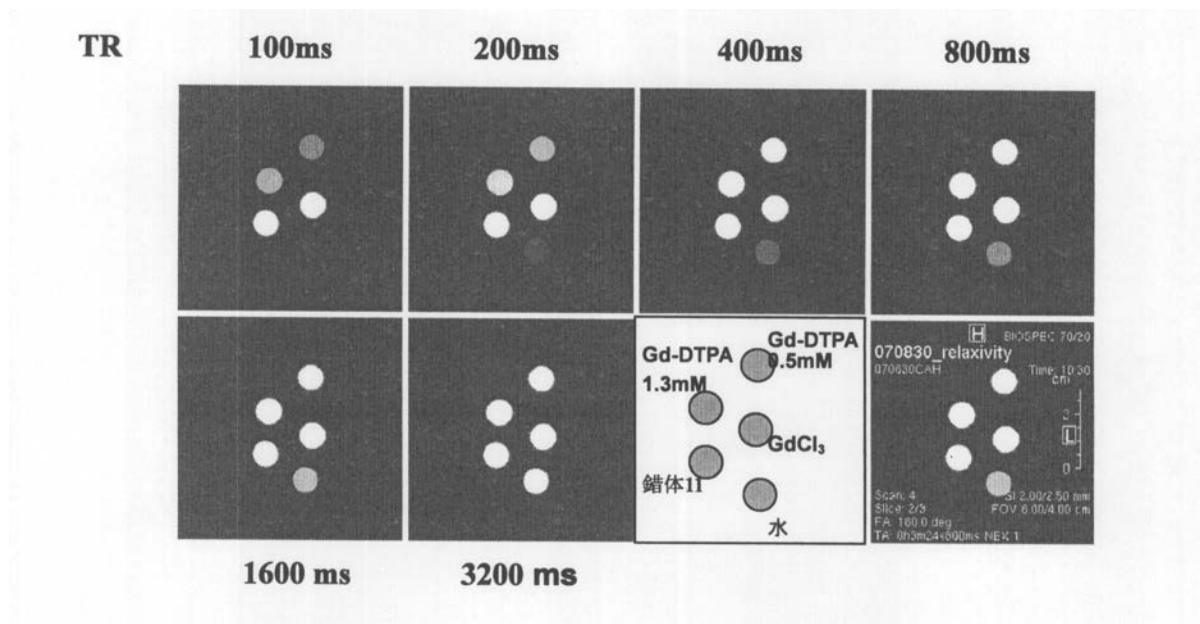 TR 100ms 200ms 400ms 800ms
Gd-DTPA
1.3mM
Gd-DTPA
0.5mM
GdCl₃
錯体11
水
H
BIOSPEC 70/20
070830_relaxivity
070830CAH
Time: 10:30
cm
2
L
0
Scan: 4
Slice: 2/3
SI 2.00/2.50 mm
FOV 6.00/4.00 cm
FA: 180.0 deg
TA: 0h3m24s800ms NEX 1
1600 ms 3200 ms